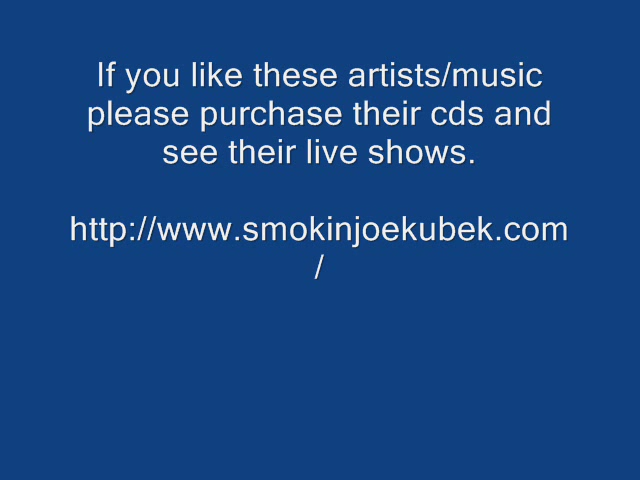 If you like these artists/music
please purchase their cds and
see their live shows.
http://www.smokinjoekubek.com
/